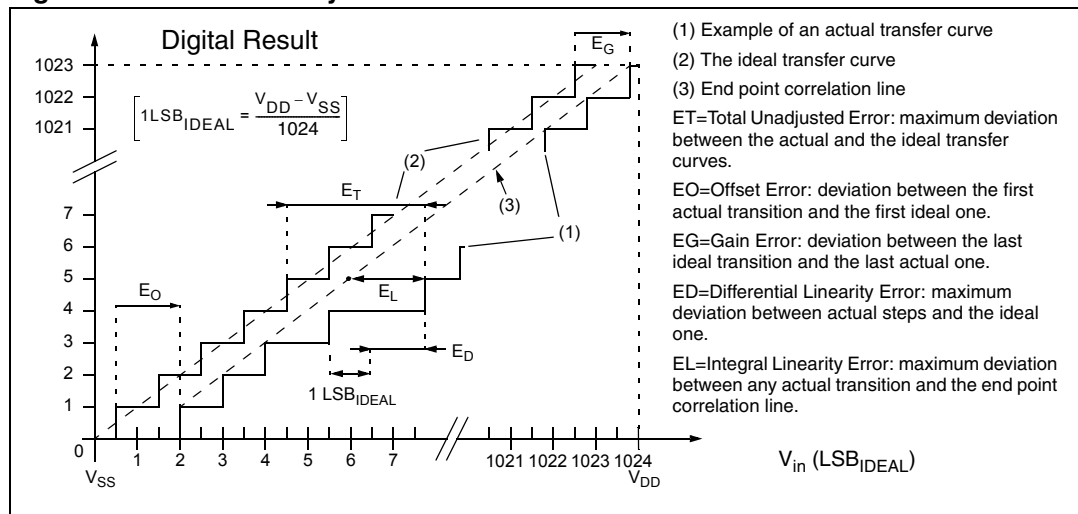 Digital Result
E_G
1023
1022
1021
[1LSB_IDEAL = (V_DD – V_SS) / 1024]
(2)
E_T
(3)
(1)
7
6
5
4
3
2
1
0
E_O
E_L
E_D
1 LSB_IDEAL
1 2 3 4 5 6 7 1021 1022 1023 1024
V_SS
V_DD
V_in (LSB_IDEAL)
(1) Example of an actual transfer curve
(2) The ideal transfer curve
(3) End point correlation line
ET=Total Unadjusted Error: maximum deviation
between the actual and the ideal transfer
curves.
EO=Offset Error: deviation between the first
actual transition and the first ideal one.
EG=Gain Error: deviation between the last
ideal transition and the last actual one.
ED=Differential Linearity Error: maximum
deviation between actual steps and the ideal
one.
EL=Integral Linearity Error: maximum deviation
between any actual transition and the end point
correlation line.